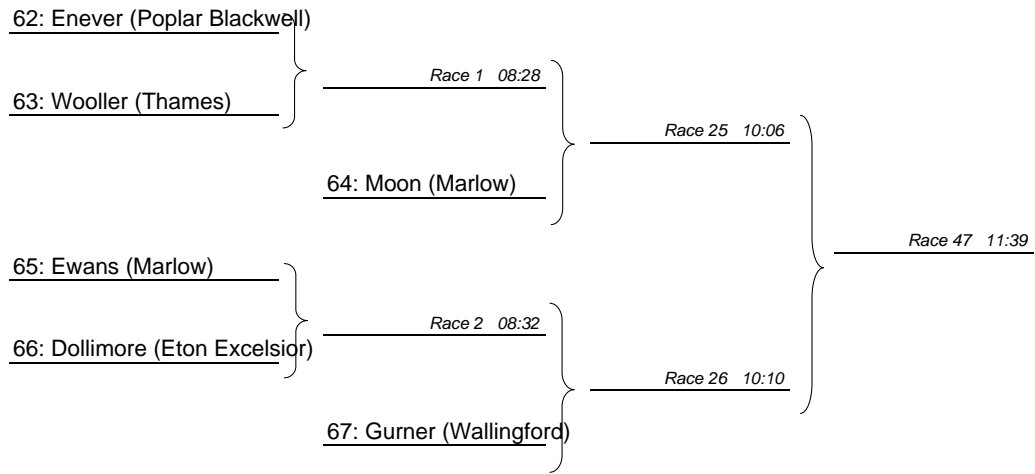 62: Enever (Poplar Blackwell)
Race 1 08:28
63: Wooller (Thames)
Race 25 10:06
64: Moon (Marlow)
Race 47 11:39
65: Ewans (Marlow)
Race 2 08:32
66: Dollimore (Eton Excelsior)
Race 26 10:10
67: Gurner (Wallingford)